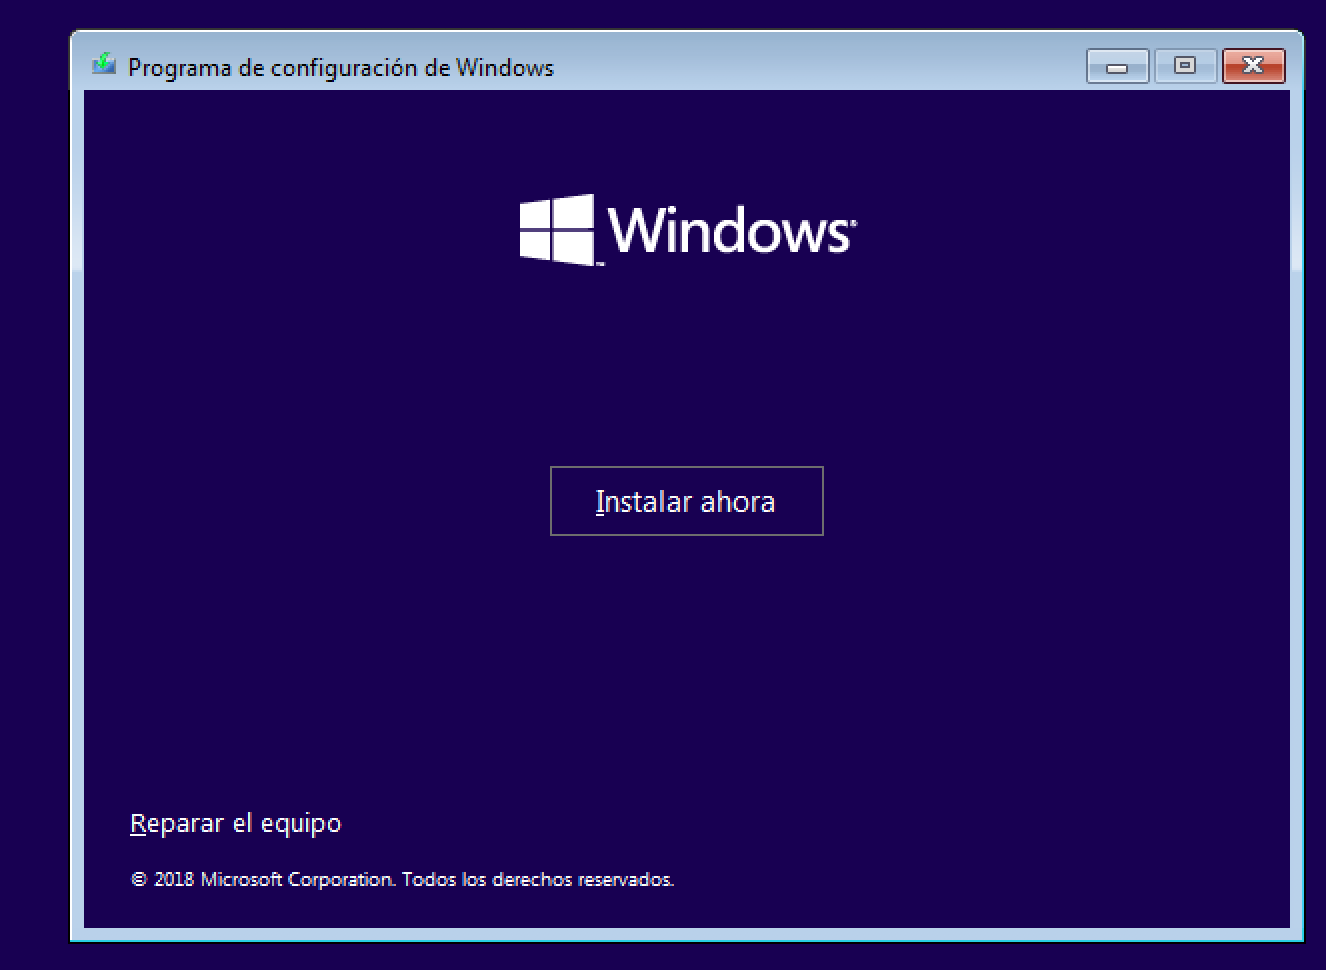 Programa de configuración de Windows
Windows
Instalar ahora
Reparar el equipo
© 2018 Microsoft Corporation. Todos los derechos reservados.